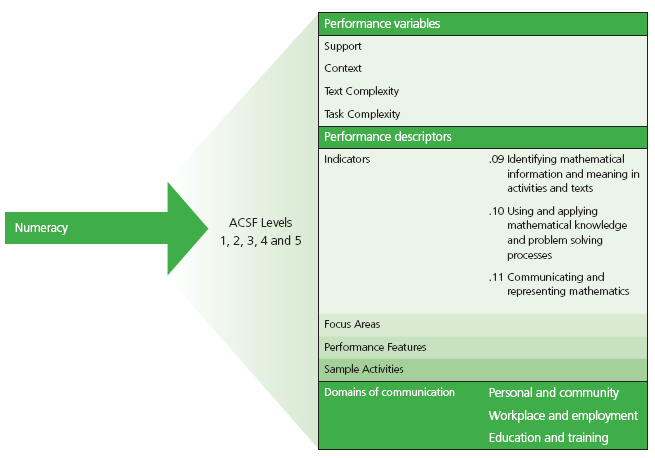 Numeracy
ACSF Levels
1, 2, 3, 4 and 5
Performance variables
Support
Context
Text Complexity
Task Complexity
Performance descriptors
Indicators
.09 Identifying mathematical
information and meaning in
activities and texts
.10 Using and applying
mathematical knowledge
and problem solving
processes
.11 Communicating and
representing mathematics
Focus Areas
Performance Features
Sample Activities
Domains of communication
Personal and community
Workplace and employment
Education and training